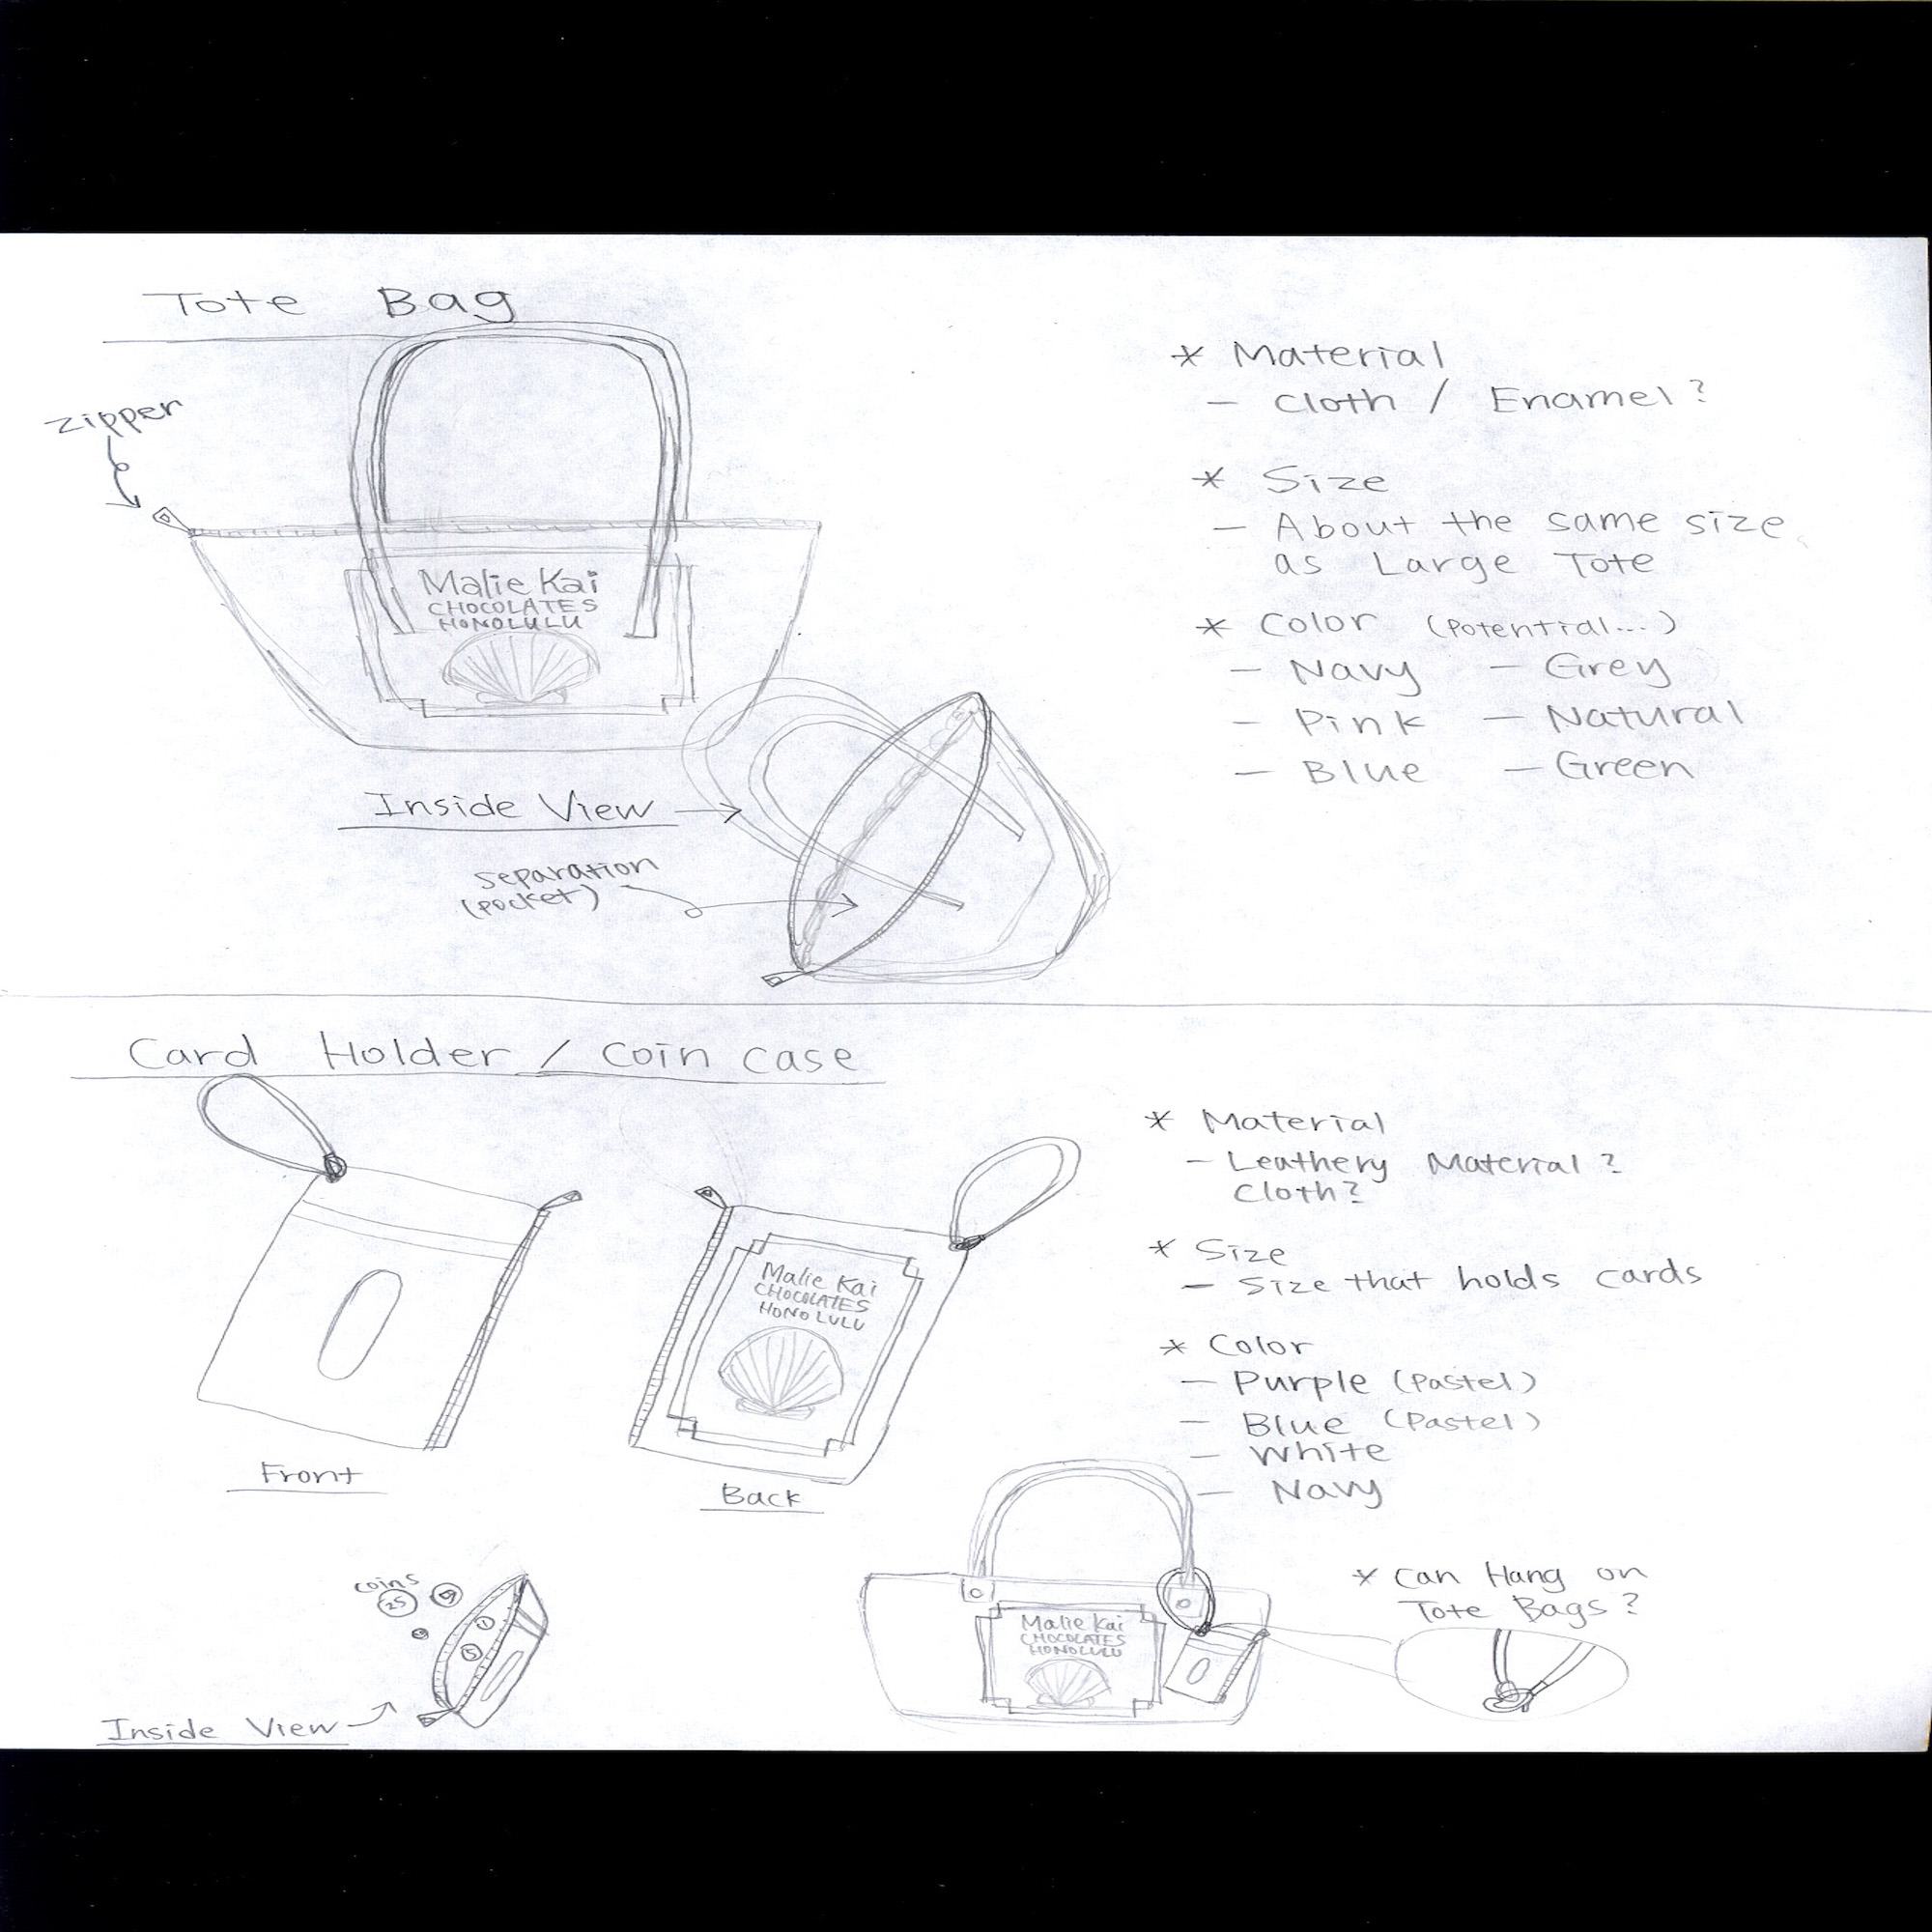 Tote Bag
Zipper
Malie Kai
CHOCOLATES
HONOLULU
* Material
- Cloth / Enamel?
* Size
- About the same size
as Large Tote
* Color (Potential...)
- Navy - Grey
- Pink - Natural
- Blue - Green
Inside View
separation
(pocket)
Card Holder / Coin case
Malie Kai
CHOCOLATES
HONOLULU
Front
Back
* Material
- Leathery Material?
Cloth?
* Size
- Size that holds cards
* Color
- Purple (Pastel)
- Blue (Pastel)
- White
- Navy
coins
25
1
5
Inside View
Malie Kai
CHOCOLATES
HONOLULU
* Can Hang on
Tote Bags?